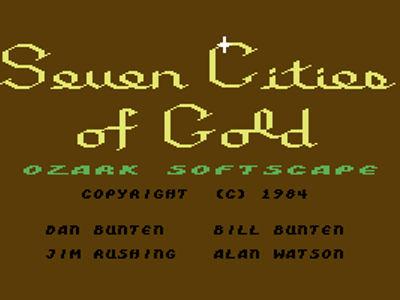 Seven Cities
of Gold
OZARK SOFTSCAPE
COPYRIGHT (C) 1984
DAN BUNTEN BILL BUNTEN
JIM RUSHING ALAN WATSON